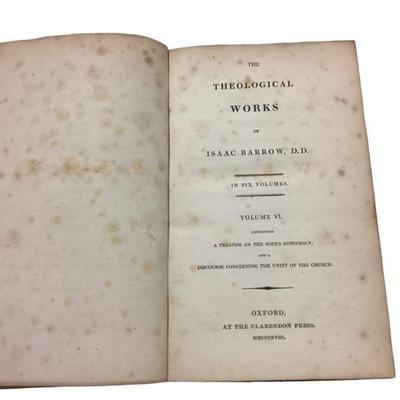 THE
THEOLOGICAL
WORKS
OF
ISAAC BARROW, D.D.
IN SIX VOLUMES.
VOLUME VI.
CONTAINING
A TREATISE ON THE POPE'S SUPREMACY,
AND A
DISCOURSE CONCERNING THE UNITY OF THE CHURCH.
OXFORD,
AT THE CLARENDON PRESS.
MDCCCXVIII.